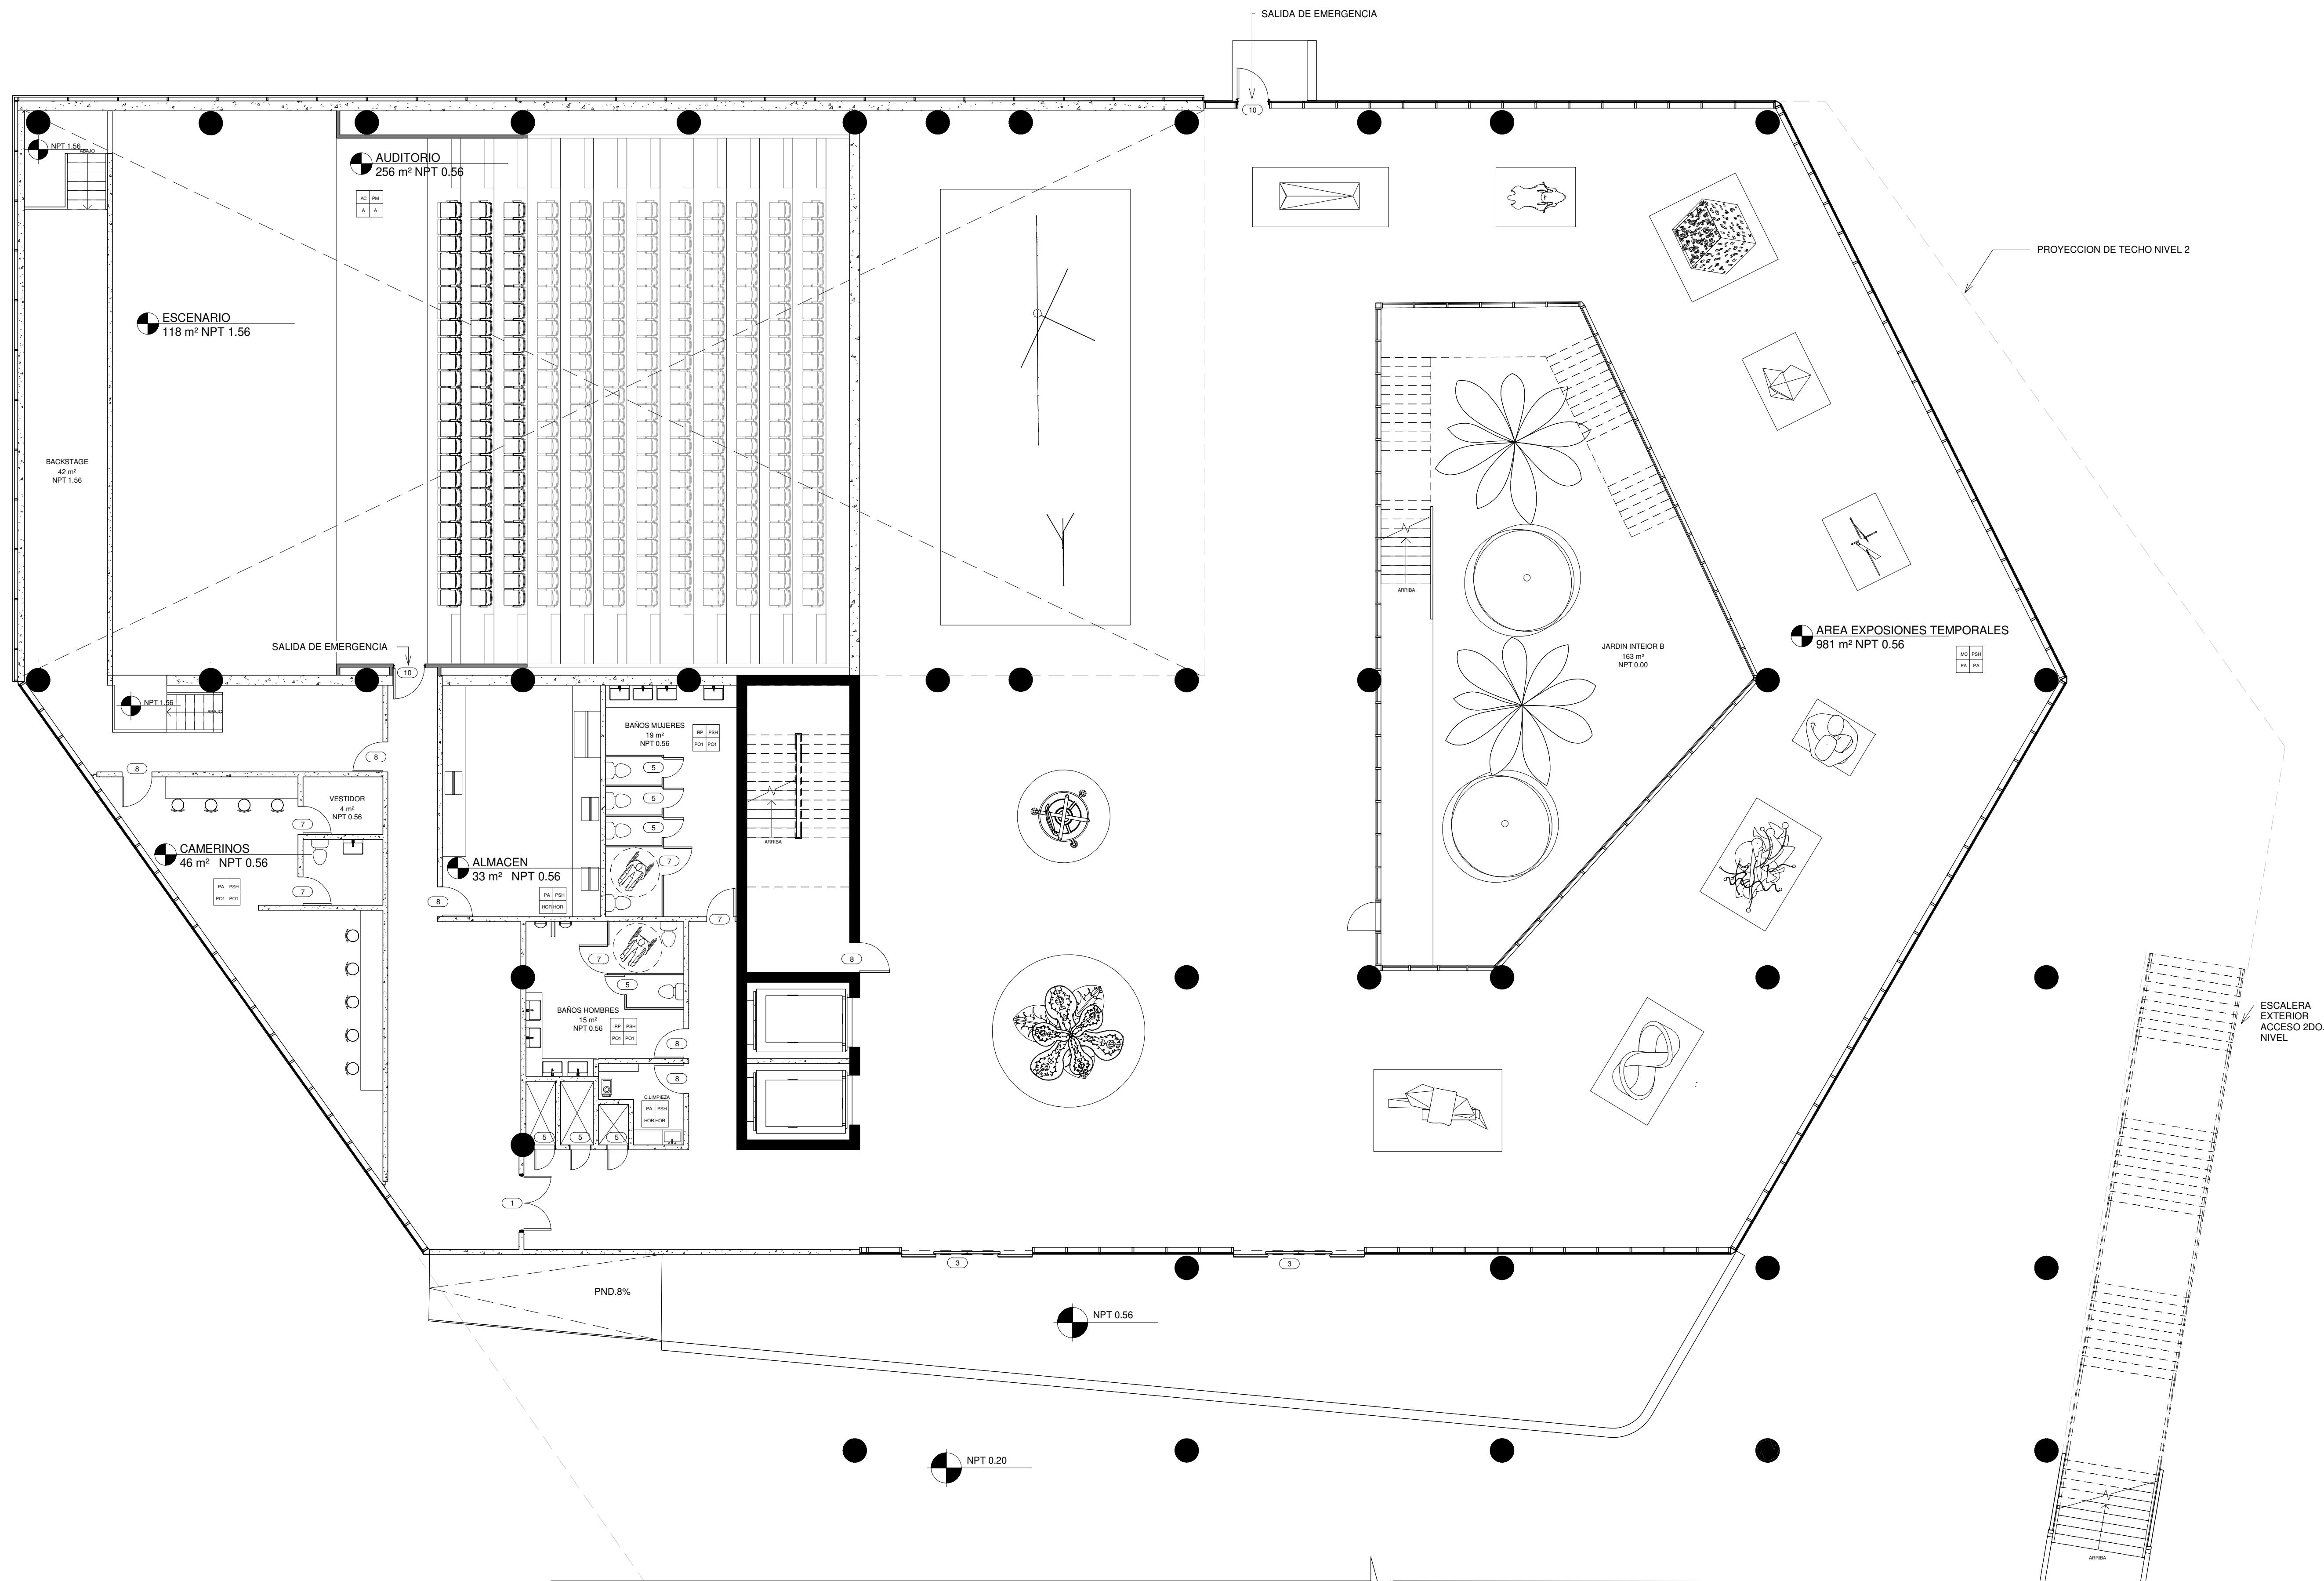 SALIDA DE EMERGENCIA
10
NPT 1.56
ABAJO
AUDITORIO
256 m² NPT 0.56
AC PM
A A
PROYECCION DE TECHO NIVEL 2
ESCENARIO
118 m² NPT 1.56
BACKSTAGE
42 m²
NPT 1.56
ARRIBA
AREA EXPOSIONES TEMPORALES
981 m² NPT 0.56
MC PSH
PA PA
JARDIN INTEIOR B
163 m²
NPT 0.00
SALIDA DE EMERGENCIA
10
NPT 1.56
ABAJO
BAÑOS MUJERES
19 m²
NPT 0.56
RP PSH
PO1 PO1
8
8
5
5
5
7
VESTIDOR
4 m²
NPT 0.56
7
CAMERINOS
46 m² NPT 0.56
PA PSH
PO1 PO1
7
ARRIBA
ALMACEN
33 m² NPT 0.56
PA PSH
HOR HOR
8
7
7
8
5
BAÑOS HOMBRES
15 m²
NPT 0.56
RP PSH
PO1 PO1
8
8
C.LIMPIEZA
PA PSH
HOR HOR
5
5
5
1
ESCALERA
EXTERIOR
ACCESO 2DO.
NIVEL
3
3
PND.8%
NPT 0.56
NPT 0.20
ARRIBA